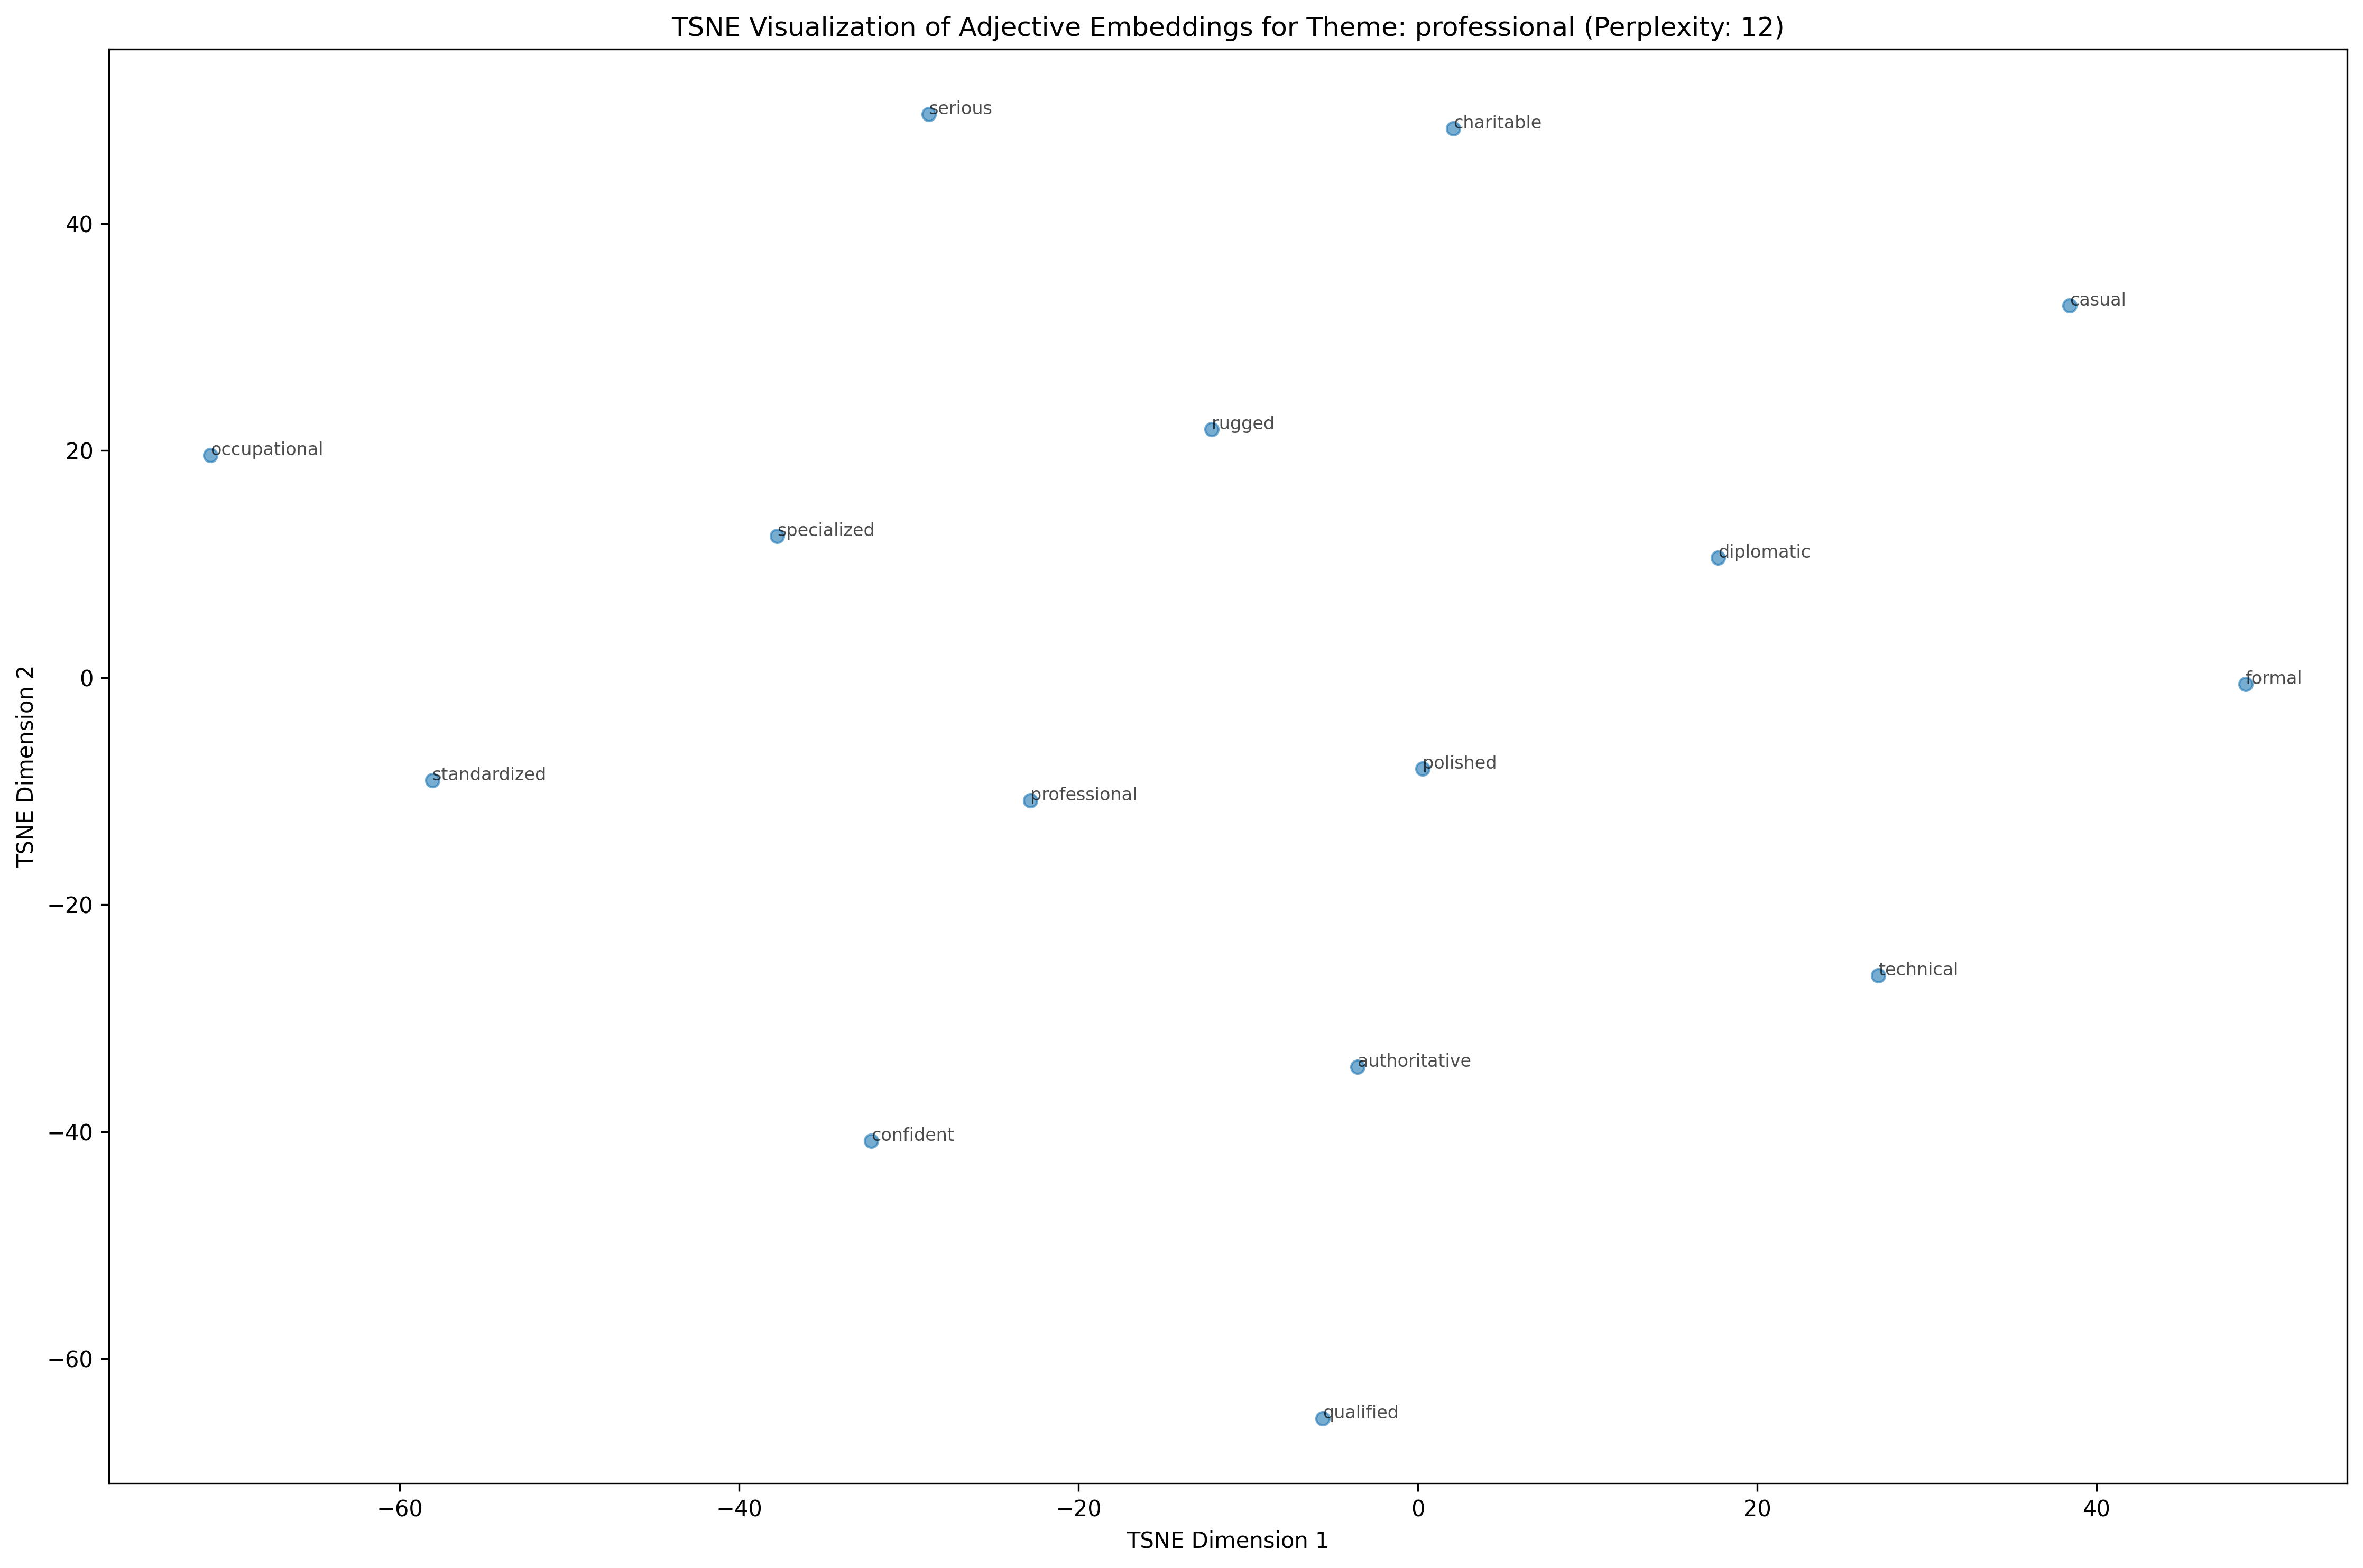 TSNE Visualization of Adjective Embeddings for Theme: professional (Perplexity: 12)
serious
charitable
casual
rugged
occupational
specialized
diplomatic
formal
polished
standardized
professional
technical
authoritative
confident
qualified
40
20
0
−20
−40
−60
TSNE Dimension 2
−60
−40
−20
0
20
40
TSNE Dimension 1